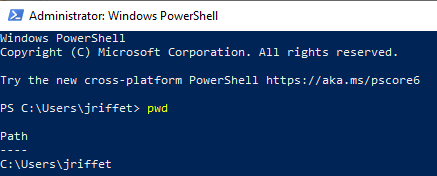 Administrator: Windows PowerShell
Windows PowerShell
Copyright (C) Microsoft Corporation. All rights reserved.
Try the new cross-platform PowerShell https://aka.ms/pscore6
PS C:\Users\jriffet> pwd
Path
----
C:\Users\jriffet